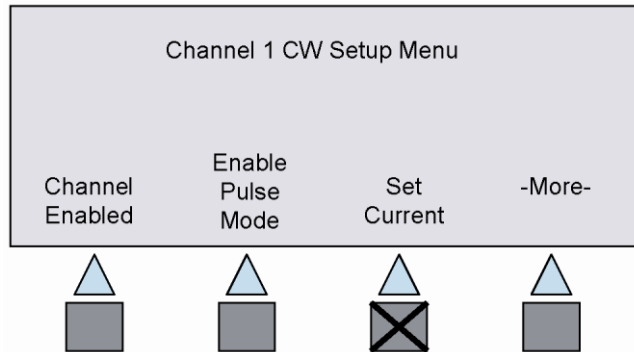 Channel 1 CW Setup Menu
Channel
Enabled
Enable
Pulse
Mode
Set
Current
-More-